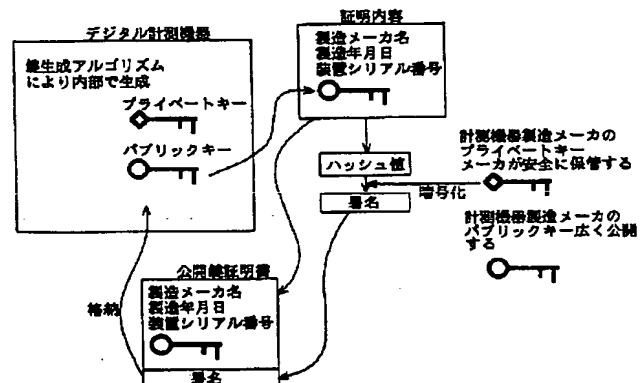 デジタル計測機器
鍵生成アルゴリズム
により内部で生成
プライベートキー
パブリックキー
証明内容
製造メーカ名
製造年月日
装置シリアル番号
ハッシュ値
署名
暗号化
計測機器製造メーカの
プライベートキー
メーカが安全に保管する
計測機器製造メーカの
パブリックキー広く公開
する
公開鍵証明書
製造メーカ名
製造年月日
装置シリアル番号
署名
格納